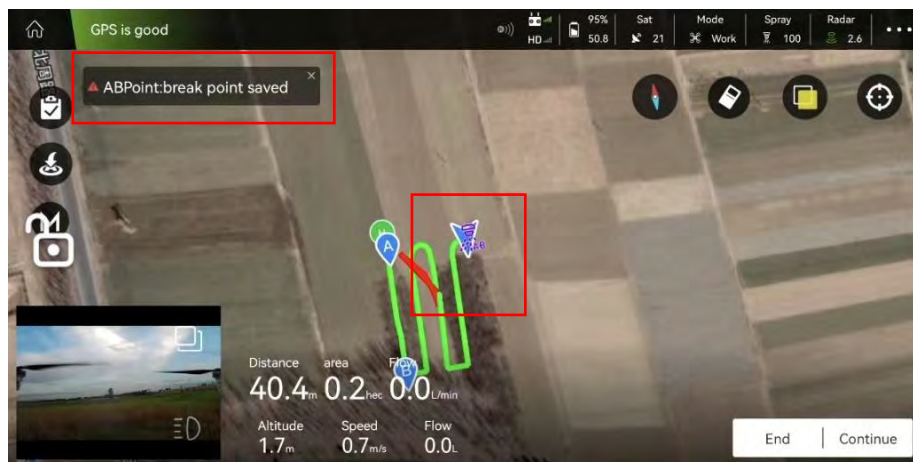 GPS is good
HD
95%
50.8
Sat
21
Mode
Work
Spray
100
Radar
2.6
ABPoint:break point saved
A
AB
B
Distance
40.4m
area
0.2hec
Flow
0.0L/min
Altitude
1.7m
Speed
0.7m/s
Flow
0.0L
End
Continue